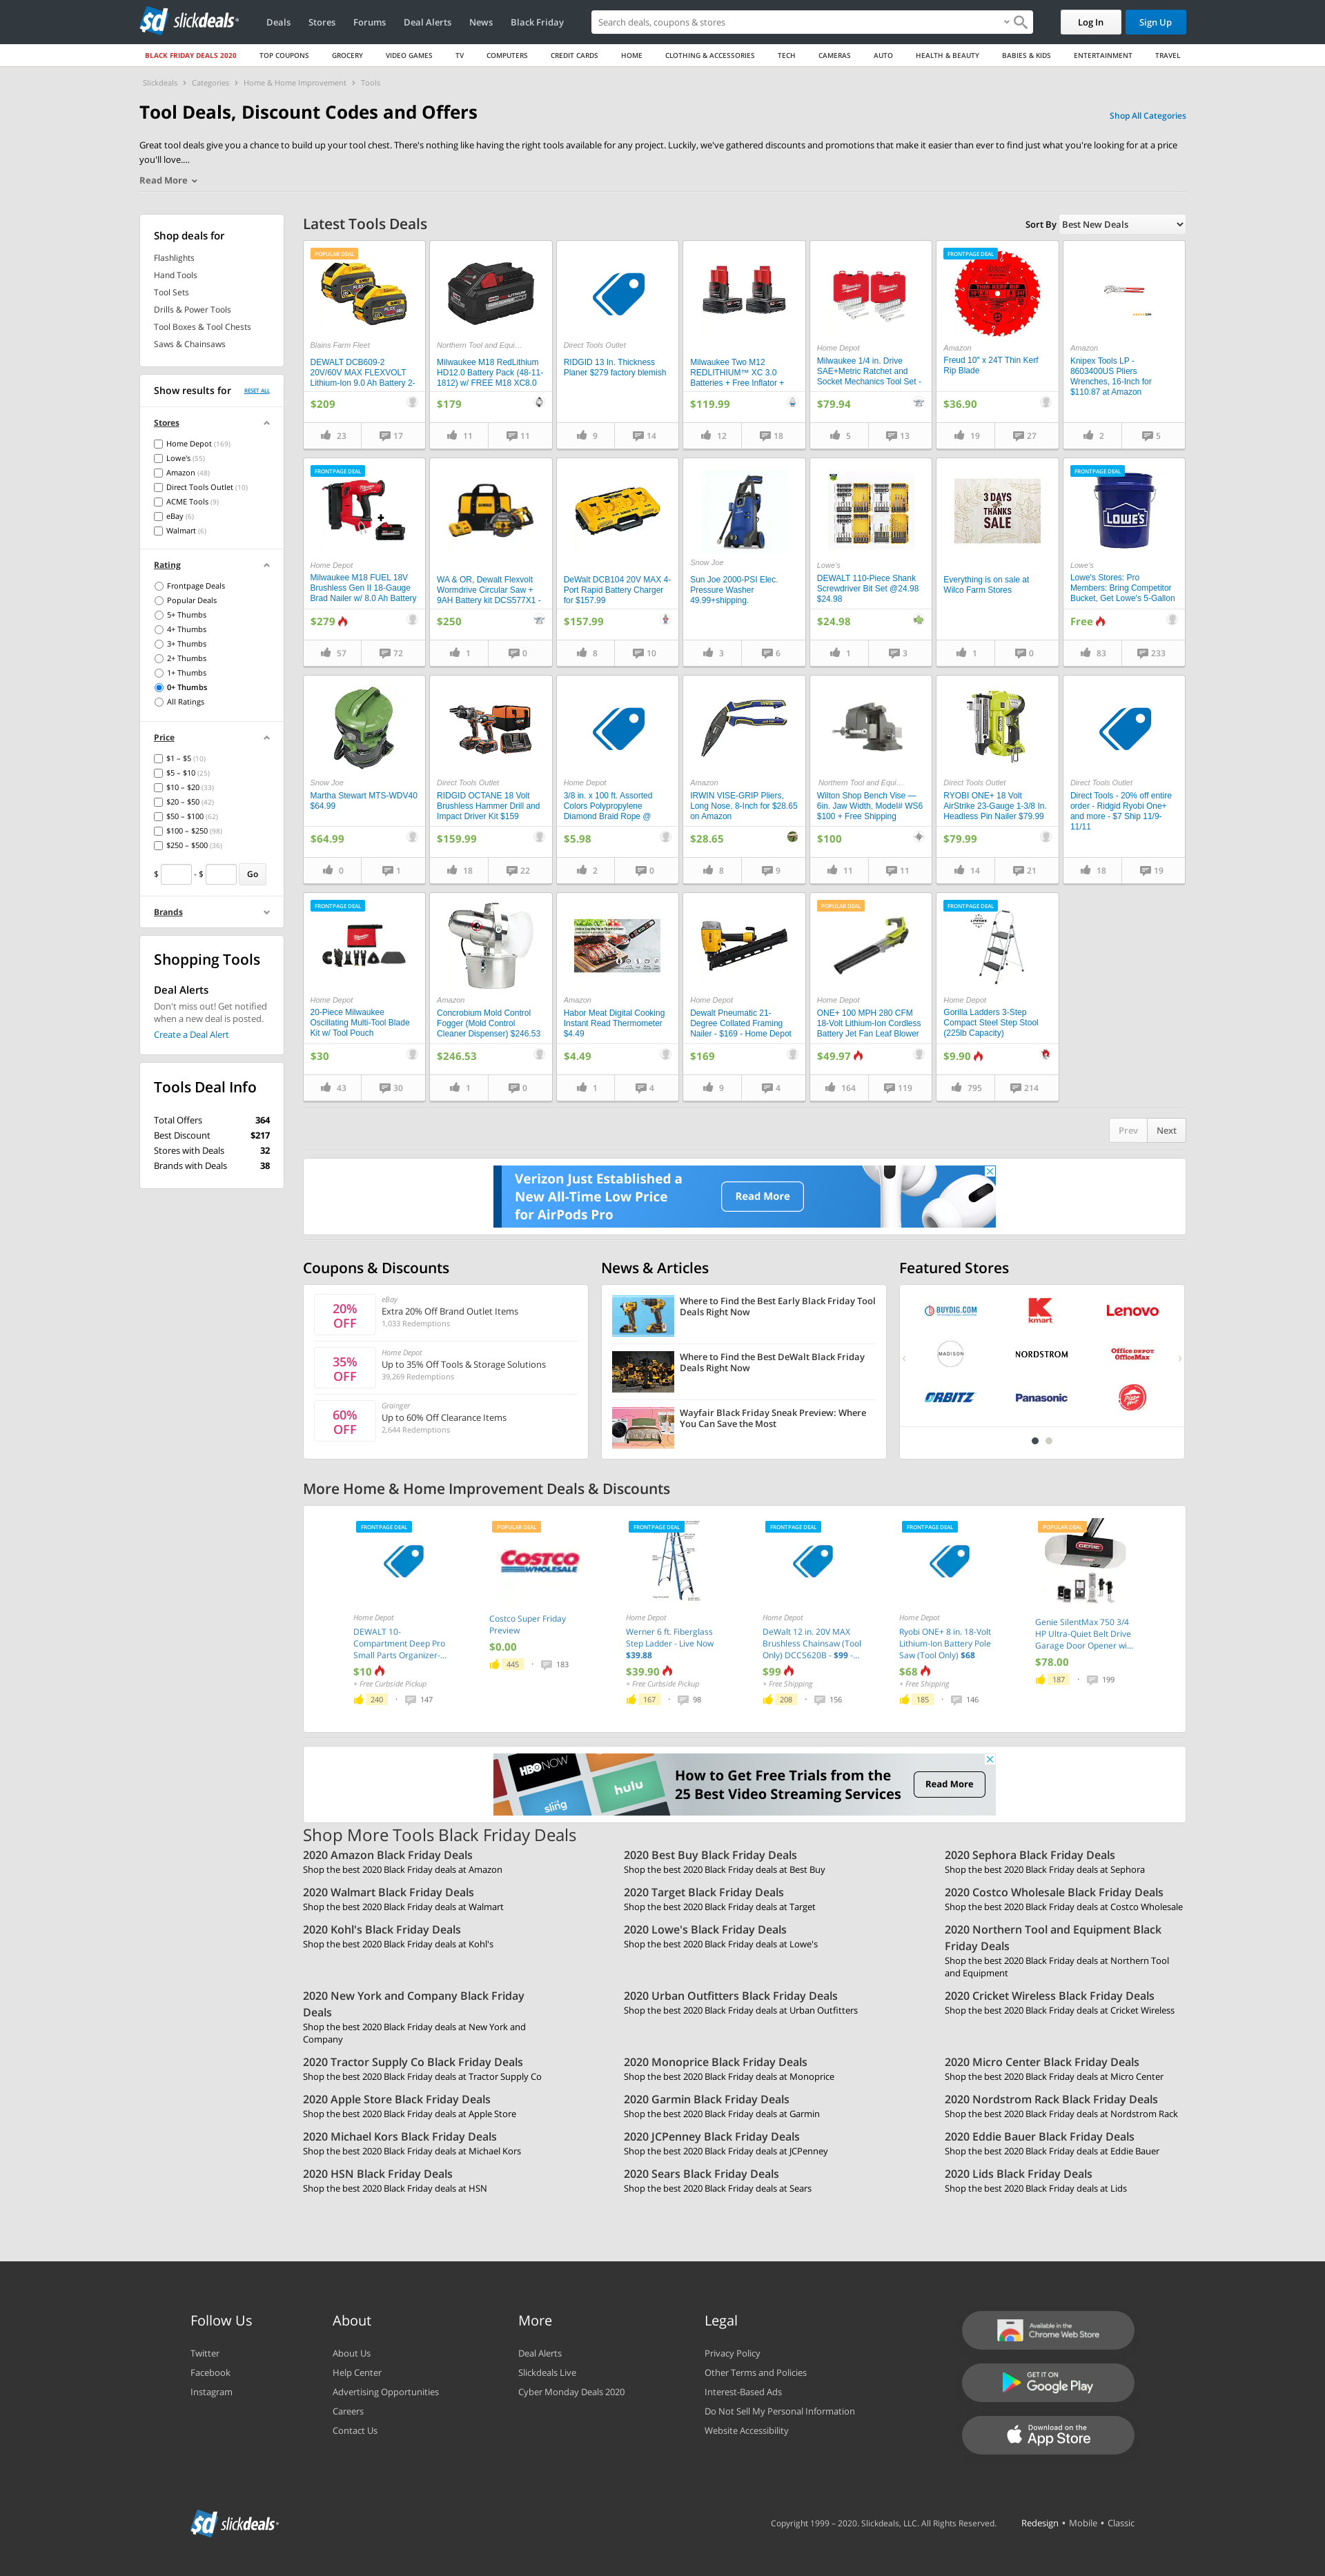 sd slickdeals
Deals Stores Forums Deal Alerts News Black Friday
Search deals, coupons & stores
Log In
Sign Up
BLACK FRIDAY DEALS 2020 TOP COUPONS GROCERY VIDEO GAMES TV COMPUTERS CREDIT CARDS HOME CLOTHING & ACCESSORIES TECH CAMERAS AUTO HEALTH & BEAUTY BABIES & KIDS ENTERTAINMENT TRAVEL
Slickdeals > Categories > Home & Home Improvement > Tools
Tool Deals, Discount Codes and Offers
Shop All Categories
Great tool deals give you a chance to build up your tool chest. There's nothing like having the right tools available for any project. Luckily, we've gathered discounts and promotions that make it easier than ever to find just what you're looking for at a price
you'll love....
Read More
Shop deals for
Flashlights
Hand Tools
Tool Sets
Drills & Power Tools
Tool Boxes & Tool Chests
Saws & Chainsaws
Show results for RESET ALL
Stores
Home Depot (169)
Lowe's (55)
Amazon (48)
Direct Tools Outlet (10)
ACME Tools (9)
eBay (6)
Walmart (6)
Rating
Frontpage Deals
Popular Deals
5+ Thumbs
4+ Thumbs
3+ Thumbs
2+ Thumbs
1+ Thumbs
0+ Thumbs
All Ratings
Price
$1 – $5 (10)
$5 – $10 (25)
$10 – $20 (33)
$20 – $50 (42)
$50 – $100 (62)
$100 – $250 (98)
$250 – $500 (36)
$ - $ Go
Brands
Shopping Tools
Deal Alerts
Don't miss out! Get notified
when a new deal is posted.
Create a Deal Alert
Tools Deal Info
Total Offers 364
Best Discount $217
Stores with Deals 32
Brands with Deals 38
Latest Tools Deals
Sort By Best New Deals
POPULAR DEAL
Blains Farm Fleet
DEWALT DCB609-2
20V/60V MAX FLEXVOLT
Lithium-Ion 9.0 Ah Battery 2-
$209
23 17
Northern Tool and Equi...
Milwaukee M18 RedLithium
HD12.0 Battery Pack (48-11-
1812) w/ FREE M18 XC8.0
$179
11 11
Direct Tools Outlet
RIDGID 13 In. Thickness
Planer $279 factory blemish
9 14
Milwaukee Two M12
REDLITHIUM™ XC 3.0
Batteries + Free Inflator +
$119.99
12 18
Home Depot
Milwaukee 1/4 in. Drive
SAE+Metric Ratchet and
Socket Mechanics Tool Set -
$79.94
5 13
FRONTPAGE DEAL
Amazon
Freud 10" x 24T Thin Kerf
Rip Blade
$36.90
19 27
Amazon
Knipex Tools LP -
8603400US Pliers
Wrenches, 16-Inch for
$110.87 at Amazon
2 5
FRONTPAGE DEAL
Home Depot
Milwaukee M18 FUEL 18V
Brushless Gen II 18-Gauge
Brad Nailer w/ 8.0 Ah Battery
$279
57 72
WA & OR, Dewalt Flexvolt
Wormdrive Circular Saw +
9AH Battery kit DCS577X1 -
$250
1 0
DeWalt DCB104 20V MAX 4-
Port Rapid Battery Charger
for $157.99
$157.99
8 10
Snow Joe
Sun Joe 2000-PSI Elec.
Pressure Washer
49.99+shipping.
3 6
Lowe's
DEWALT 110-Piece Shank
Screwdriver Bit Set @24.98
$24.98
$24.98
1 3
3 DAYS
THANKS
SALE
Everything is on sale at
Wilco Farm Stores
1 0
FRONTPAGE DEAL
LOWE'S
Lowe's
Lowe's Stores: Pro
Members: Bring Competitor
Bucket, Get Lowe's 5-Gallon
Free
83 233
Snow Joe
Martha Stewart MTS-WDV40
$64.99
$64.99
0 1
Direct Tools Outlet
RIDGID OCTANE 18 Volt
Brushless Hammer Drill and
Impact Driver Kit $159
$159.99
18 22
Home Depot
3/8 in. x 100 ft. Assorted
Colors Polypropylene
Diamond Braid Rope @
$5.98
2 0
Amazon
IRWIN VISE-GRIP Pliers,
Long Nose, 8-Inch for $28.65
on Amazon
$28.65
8 9
Northern Tool and Equi...
Wilton Shop Bench Vise —
6in. Jaw Width, Model# WS6
$100 + Free Shipping
$100
11 11
Direct Tools Outlet
RYOBI ONE+ 18 Volt
AirStrike 23-Gauge 1-3/8 In.
Headless Pin Nailer $79.99
$79.99
14 21
Direct Tools Outlet
Direct Tools - 20% off entire
order - Ridgid Ryobi One+
and more - $7 Ship 11/9-
11/11
18 19
FRONTPAGE DEAL
Home Depot
20-Piece Milwaukee
Oscillating Multi-Tool Blade
Kit w/ Tool Pouch
$30
43 30
Amazon
Concrobium Mold Control
Fogger (Mold Control
Cleaner Dispenser) $246.53
$246.53
1 0
Amazon
Habor Meat Digital Cooking
Instant Read Thermometer
$4.49
$4.49
1 4
Home Depot
Dewalt Pneumatic 21-
Degree Collated Framing
Nailer - $169 - Home Depot
$169
9 4
POPULAR DEAL
Home Depot
ONE+ 100 MPH 280 CFM
18-Volt Lithium-Ion Cordless
Battery Jet Fan Leaf Blower
$49.97
164 119
FRONTPAGE DEAL
Home Depot
Gorilla Ladders 3-Step
Compact Steel Step Stool
(225lb Capacity)
$9.90
795 214
Prev Next
Verizon Just Established a
New All-Time Low Price
for AirPods Pro
Read More
Coupons & Discounts
20%
OFF
eBay
Extra 20% Off Brand Outlet Items
1,033 Redemptions
35%
OFF
Home Depot
Up to 35% Off Tools & Storage Solutions
39,269 Redemptions
60%
OFF
Grainger
Up to 60% Off Clearance Items
2,644 Redemptions
News & Articles
Where to Find the Best Early Black Friday Tool
Deals Right Now
Where to Find the Best DeWalt Black Friday
Deals Right Now
Wayfair Black Friday Sneak Preview: Where
You Can Save the Most
Featured Stores
BUYDIG.COM
kmart
Lenovo
MADISON
NORDSTROM
Office DEPOT
OfficeMax
ORBITZ
Panasonic
Pizza Hut
More Home & Home Improvement Deals & Discounts
FRONTPAGE DEAL
Home Depot
DEWALT 10-
Compartment Deep Pro
Small Parts Organizer-...
$10
+ Free Curbside Pickup
240 · 147
POPULAR DEAL
COSTCO
WHOLESALE
Costco Super Friday
Preview
$0.00
445 · 183
FRONTPAGE DEAL
Home Depot
Werner 6 ft. Fiberglass
Step Ladder - Live Now
$39.88
$39.90
+ Free Curbside Pickup
167 · 98
FRONTPAGE DEAL
Home Depot
DeWalt 12 in. 20V MAX
Brushless Chainsaw (Tool
Only) DCCS620B - $99 -...
$99
+ Free Shipping
208 · 156
FRONTPAGE DEAL
Home Depot
Ryobi ONE+ 8 in. 18-Volt
Lithium-Ion Battery Pole
Saw (Tool Only) $68
$68
+ Free Shipping
185 · 146
POPULAR DEAL
GENIE
Genie SilentMax 750 3/4
HP Ultra-Quiet Belt Drive
Garage Door Opener wi...
$78.00
187 · 199
HBO NOW
sling
hulu
How to Get Free Trials from the
25 Best Video Streaming Services
Read More
Shop More Tools Black Friday Deals
2020 Amazon Black Friday Deals
Shop the best 2020 Black Friday deals at Amazon
2020 Best Buy Black Friday Deals
Shop the best 2020 Black Friday deals at Best Buy
2020 Sephora Black Friday Deals
Shop the best 2020 Black Friday deals at Sephora
2020 Walmart Black Friday Deals
Shop the best 2020 Black Friday deals at Walmart
2020 Target Black Friday Deals
Shop the best 2020 Black Friday deals at Target
2020 Costco Wholesale Black Friday Deals
Shop the best 2020 Black Friday deals at Costco Wholesale
2020 Kohl's Black Friday Deals
Shop the best 2020 Black Friday deals at Kohl's
2020 Lowe's Black Friday Deals
Shop the best 2020 Black Friday deals at Lowe's
2020 Northern Tool and Equipment Black
Friday Deals
Shop the best 2020 Black Friday deals at Northern Tool
and Equipment
2020 New York and Company Black Friday
Deals
Shop the best 2020 Black Friday deals at New York and
Company
2020 Urban Outfitters Black Friday Deals
Shop the best 2020 Black Friday deals at Urban Outfitters
2020 Cricket Wireless Black Friday Deals
Shop the best 2020 Black Friday deals at Cricket Wireless
2020 Tractor Supply Co Black Friday Deals
Shop the best 2020 Black Friday deals at Tractor Supply Co
2020 Monoprice Black Friday Deals
Shop the best 2020 Black Friday deals at Monoprice
2020 Micro Center Black Friday Deals
Shop the best 2020 Black Friday deals at Micro Center
2020 Apple Store Black Friday Deals
Shop the best 2020 Black Friday deals at Apple Store
2020 Garmin Black Friday Deals
Shop the best 2020 Black Friday deals at Garmin
2020 Nordstrom Rack Black Friday Deals
Shop the best 2020 Black Friday deals at Nordstrom Rack
2020 Michael Kors Black Friday Deals
Shop the best 2020 Black Friday deals at Michael Kors
2020 JCPenney Black Friday Deals
Shop the best 2020 Black Friday deals at JCPenney
2020 Eddie Bauer Black Friday Deals
Shop the best 2020 Black Friday deals at Eddie Bauer
2020 HSN Black Friday Deals
Shop the best 2020 Black Friday deals at HSN
2020 Sears Black Friday Deals
Shop the best 2020 Black Friday deals at Sears
2020 Lids Black Friday Deals
Shop the best 2020 Black Friday deals at Lids
Follow Us
Twitter
Facebook
Instagram
About
About Us
Help Center
Advertising Opportunities
Careers
Contact Us
More
Deal Alerts
Slickdeals Live
Cyber Monday Deals 2020
Legal
Privacy Policy
Other Terms and Policies
Interest-Based Ads
Do Not Sell My Personal Information
Website Accessibility
Available in the
Chrome Web Store
GET IT ON
Google Play
Download on the
App Store
sd slickdeals
Copyright 1999 – 2020. Slickdeals, LLC. All Rights Reserved.
Redesign • Mobile • Classic